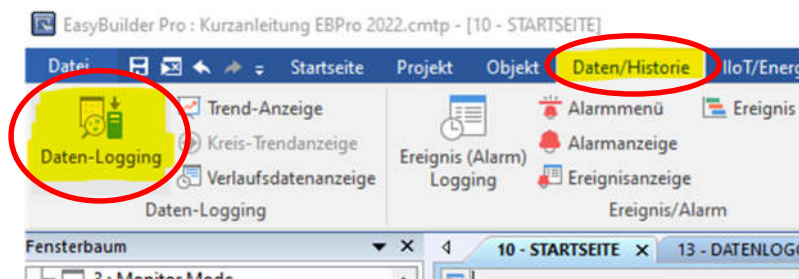 EasyBuilder Pro : Kurzanleitung EBPro 2022.cmtp - [10 - STARTSEITE]
Datei Startseite Projekt Objekt Daten/Historie IIoT/Energ
Daten-Logging
Trend-Anzeige
Kreis-Trendanzeige
Verlaufsdatenanzeige
Daten-Logging
Ereignis (Alarm)
Logging
Alarmmenü
Alarmanzeige
Ereignisanzeige
Ereignis
Ereignis/Alarm
Fensterbaum
10 - STARTSEITE
13 - DATENLOGG
3 : Monitor Mode